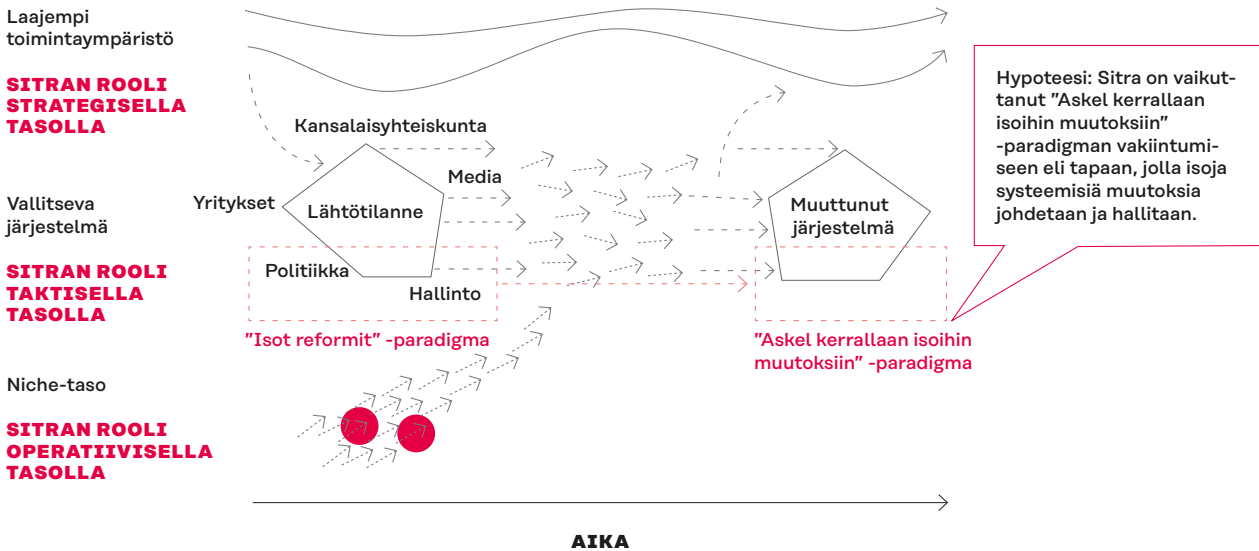 Laajempi
toimintaympäristö
SITRAN ROOLI
STRATEGISELLA
TASOLLA
Vallitseva
järjestelmä
SITRAN ROOLI
TAKTISELLA
TASOLLA
Niche-taso
SITRAN ROOLI
OPERATIIVISELLA
TASOLLA
Kansalaisyhteiskunta
Media
Yritykset
Lähtötilanne
Politiikka
Hallinto
"Isot reformit" -paradigma
Muuttunut
järjestelmä
"Askel kerrallaan isoihin
muutoksiin" -paradigma
Hypoteesi: Sitra on vaikut-
tanut "Askel kerrallaan
isoihin muutoksiin"
-paradigman vakiintumi-
seen eli tapaan, jolla isoja
systeemisiä muutoksia
johdetaan ja hallitaan.
AIKA